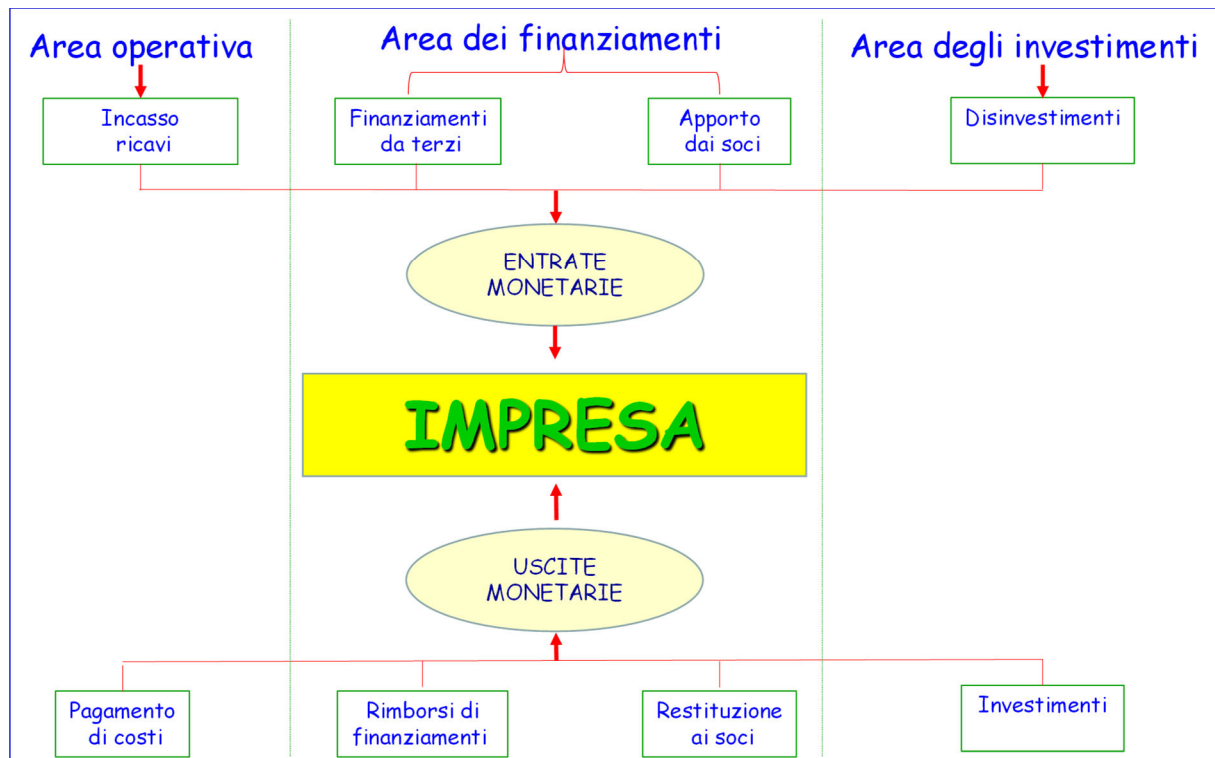 Area operativa
Area dei finanziamenti
Area degli investimenti
Incasso
ricavi
Finanziamenti
da terzi
Apporto
dai soci
Disinvestimenti
ENTRATE
MONETARIE
IMPRESA
USCITE
MONETARIE
Pagamento
di costi
Rimborsi di
finanziamenti
Restituzione
ai soci
Investimenti